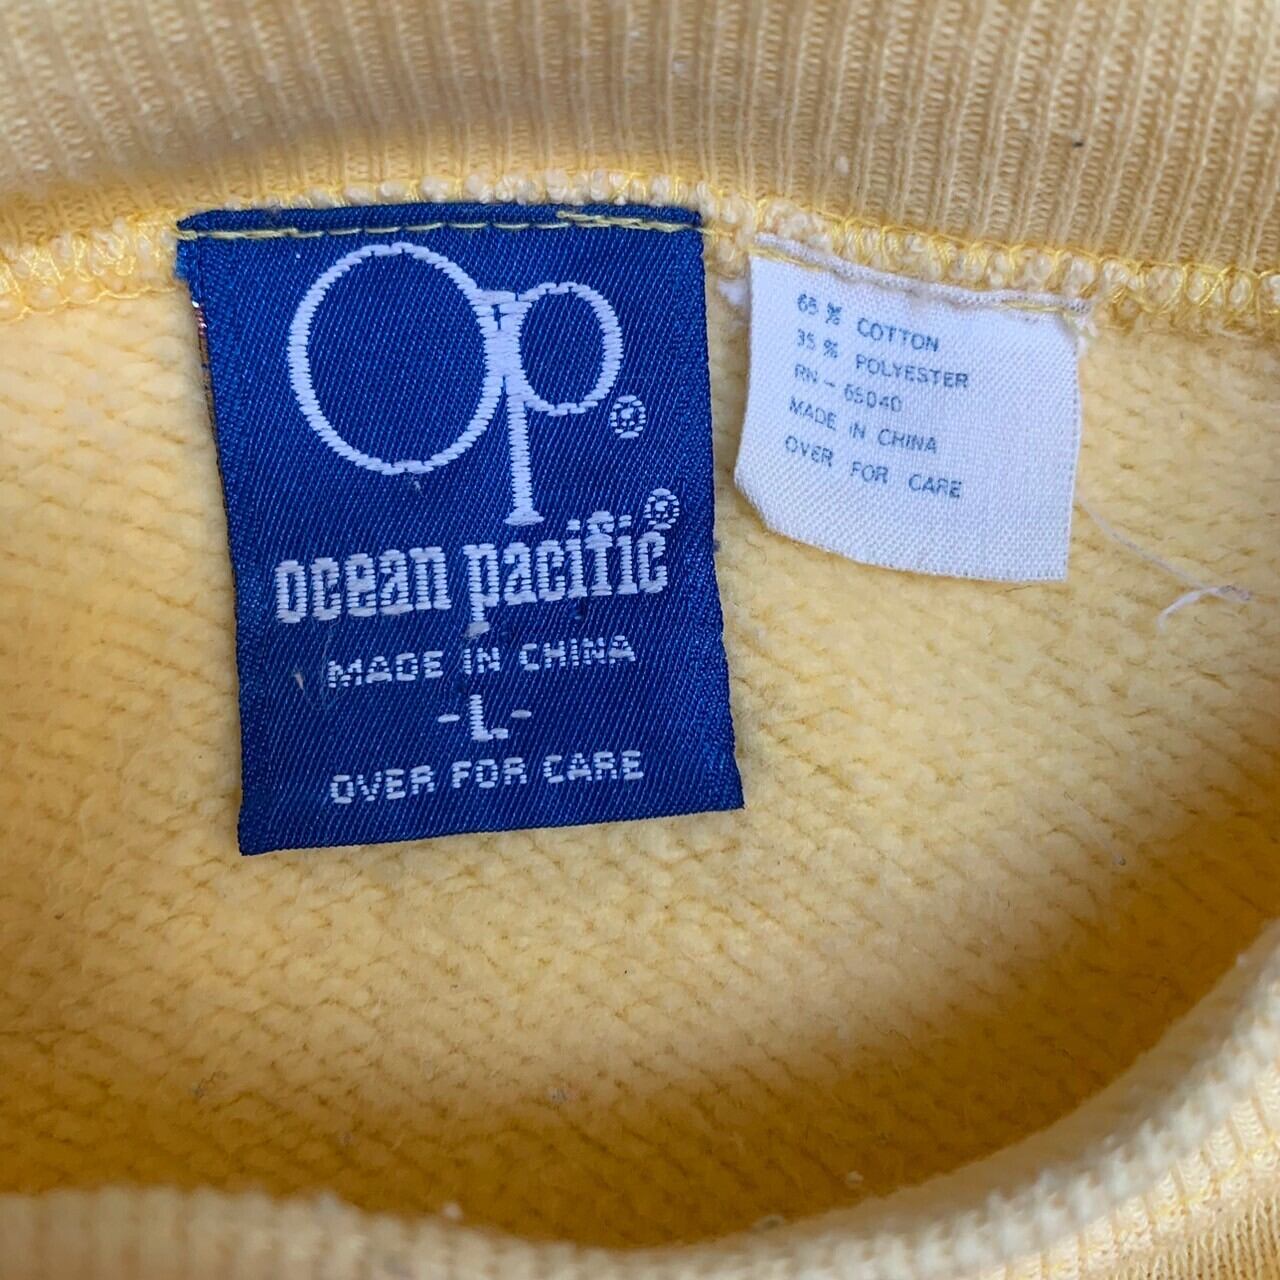 Op®
ocean pacific®
MADE IN CHINA
-L-
OVER FOR CARE
65% COTTON
35% POLYESTER
RN-65040
MADE IN CHINA
OVER FOR CARE